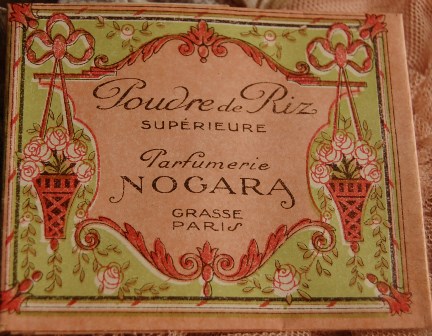 Poudre de Riz
SUPÉRIEURE
Parfumerie
NOGARA
GRASSE
PARIS